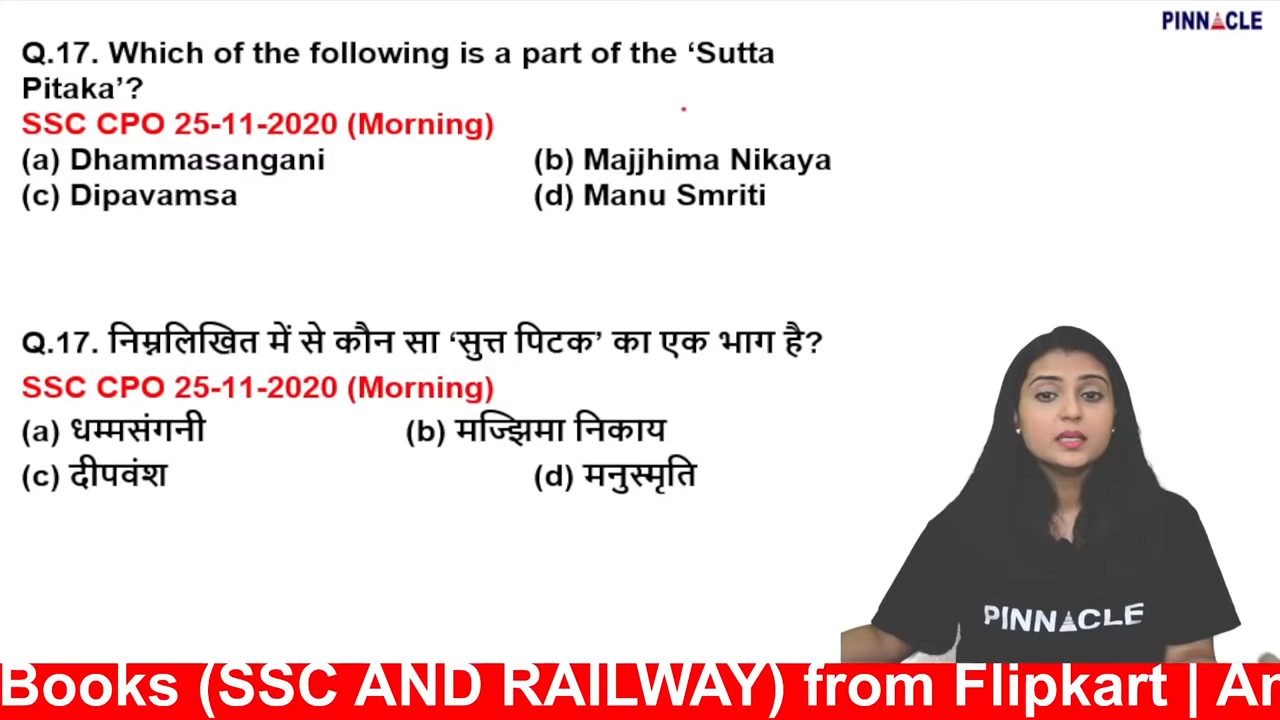 PINNACLE
Q.17. Which of the following is a part of the ‘Sutta
Pitaka’?
SSC CPO 25-11-2020 (Morning)
(a) Dhammasangani (b) Majjhima Nikaya
(c) Dipavamsa (d) Manu Smriti
Q.17. निम्नलिखित में से कौन सा ‘सुत्त पिटक’ का एक भाग है?
SSC CPO 25-11-2020 (Morning)
(a) धम्मसंगनी (b) मज्झिमा निकाय
(c) दीपवंश (d) मनुस्मृति
PINNACLE
Books (SSC AND RAILWAY) from Flipkart |